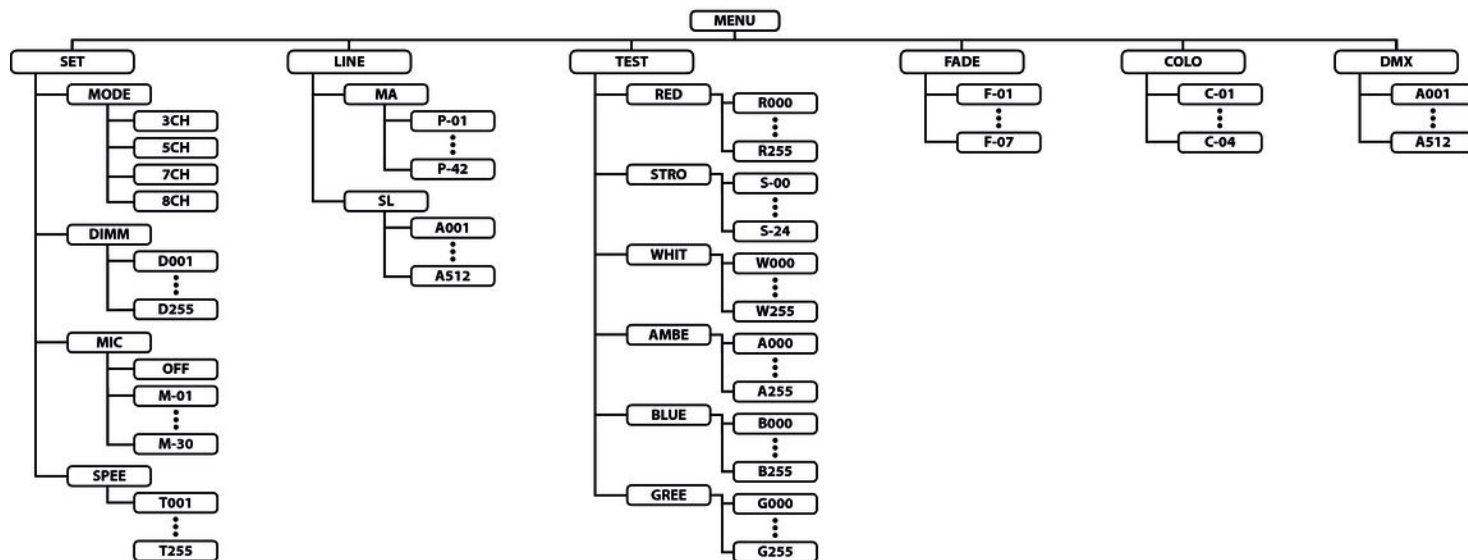 MENU
SET
MODE
3CH
5CH
7CH
8CH
DIMM
D001
D255
MIC
OFF
M-01
M-30
SPEE
T001
T255
LINE
MA
P-01
P-42
SL
A001
A512
TEST
RED
R000
R255
STRO
S-00
S-24
WHIT
W000
W255
AMBE
A000
A255
BLUE
B000
B255
GREE
G000
G255
FADE
F-01
F-07
COLO
C-01
C-04
DMX
A001
A512